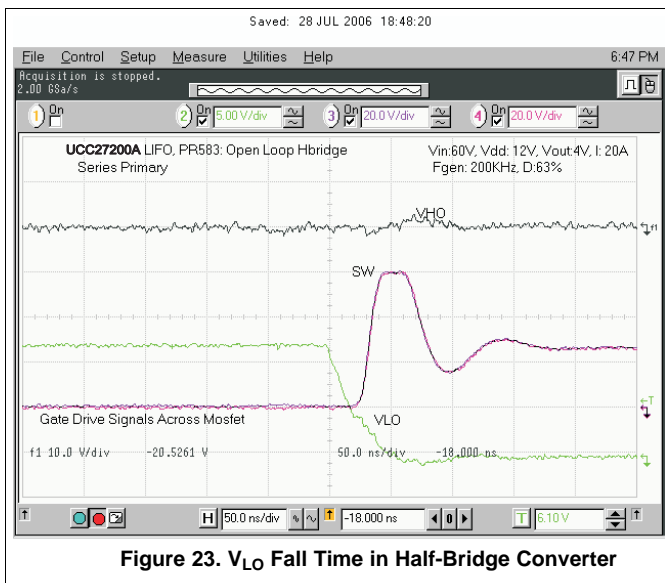 Saved: 28 JUL 2006 18:48:20
File Control Setup Measure Utilities Help 6:47 PM
Acquisition is stopped.
2.00 GSa/s
1 On 2 On 5.00 V/div 3 On 20.0 V/div 4 On 20.0 V/div
UCC27200A LIFO, PR583: Open Loop Hbridge Vin:60V, Vdd: 12V, Vout:4V, I: 20A
Series Primary Fgen: 200KHz, D:63%
VHO
f1
SW
T
Gate Drive Signals Across Mosfet VLO
f1 10.0 V/div -20.5261 V 50.0 ns/div -18.000 ns
H 50.0 ns/div -18.000 ns 0 T 6.10 V
Figure 23. VLO Fall Time in Half-Bridge Converter